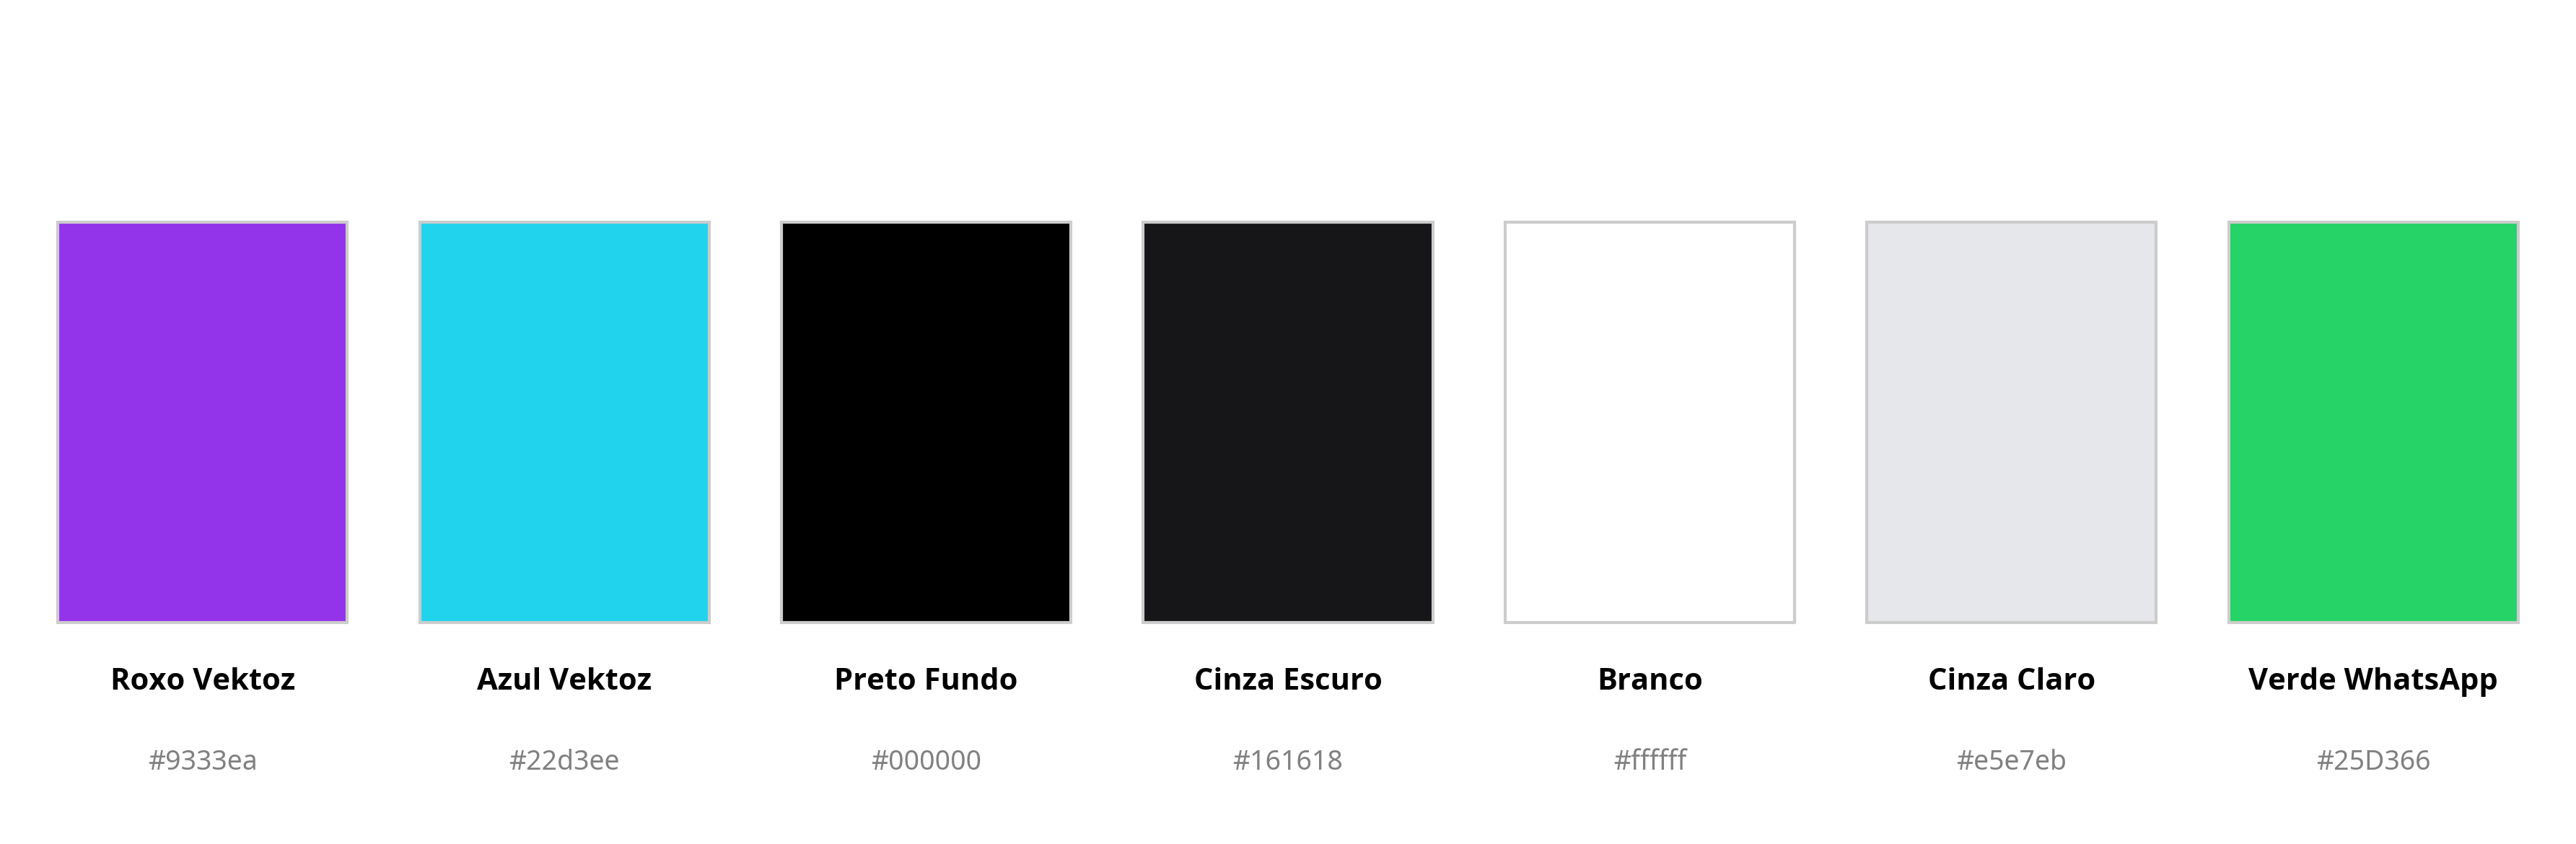 Roxo Vektoz
Azul Vektoz
Preto Fundo
Cinza Escuro
Branco
Cinza Claro
Verde WhatsApp
#9333ea
#22d3ee
#000000
#161618
#ffffff
#e5e7eb
#25D366